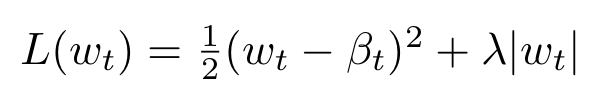 L(w_t) = \frac{1}{2}(w_t - \beta_t)^2 + \lambda|w_t|